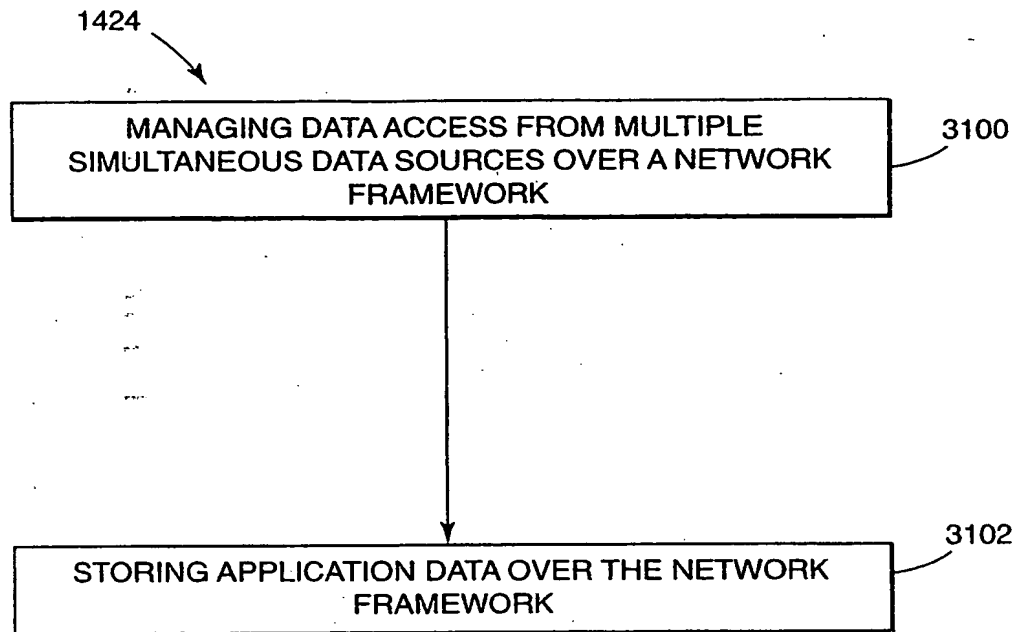 1424
MANAGING DATA ACCESS FROM MULTIPLE
SIMULTANEOUS DATA SOURCES OVER A NETWORK
FRAMEWORK
3100
3102
STORING APPLICATION DATA OVER THE NETWORK
FRAMEWORK